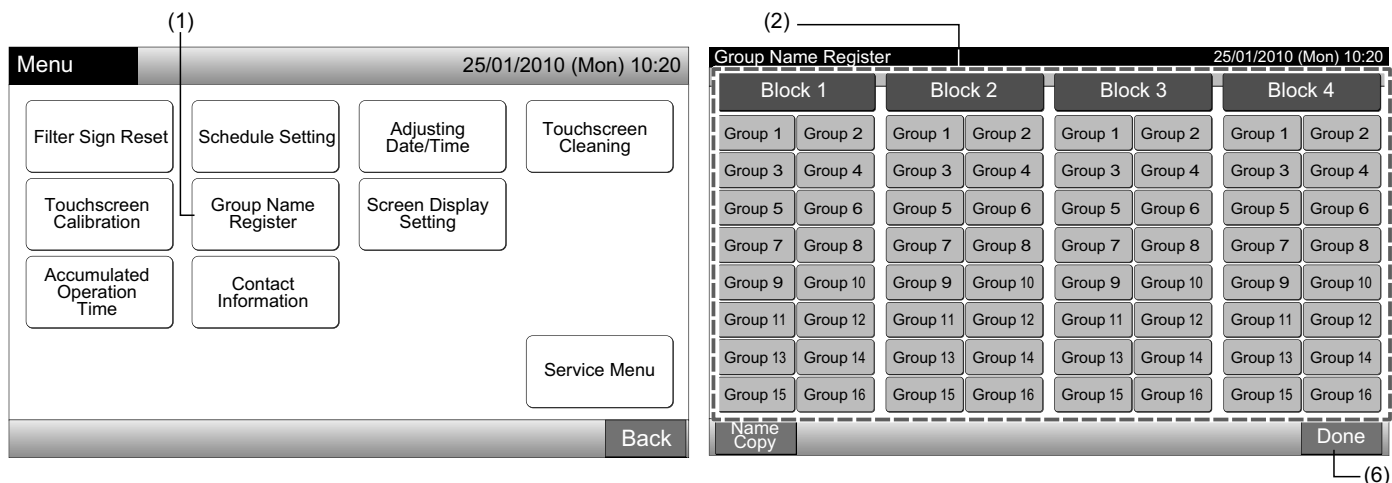 (1)
Menu
25/01/2010 (Mon) 10:20
Filter Sign Reset
Schedule Setting
Adjusting
Date/Time
Touchscreen
Cleaning
Touchscreen
Calibration
Group Name
Register
Screen Display
Setting
Accumulated
Operation
Time
Contact
Information
Service Menu
Back
(2)
Group Name Register
25/01/2010 (Mon) 10:20
Block 1 Block 2 Block 3 Block 4
Group 1 Group 2 Group 1 Group 2 Group 1 Group 2 Group 1 Group 2
Group 3 Group 4 Group 3 Group 4 Group 3 Group 4 Group 3 Group 4
Group 5 Group 6 Group 5 Group 6 Group 5 Group 6 Group 5 Group 6
Group 7 Group 8 Group 7 Group 8 Group 7 Group 8 Group 7 Group 8
Group 9 Group 10 Group 9 Group 10 Group 9 Group 10 Group 9 Group 10
Group 11 Group 12 Group 11 Group 12 Group 11 Group 12 Group 11 Group 12
Group 13 Group 14 Group 13 Group 14 Group 13 Group 14 Group 13 Group 14
Group 15 Group 16 Group 15 Group 16 Group 15 Group 16 Group 15 Group 16
Name
Copy
Done
(6)